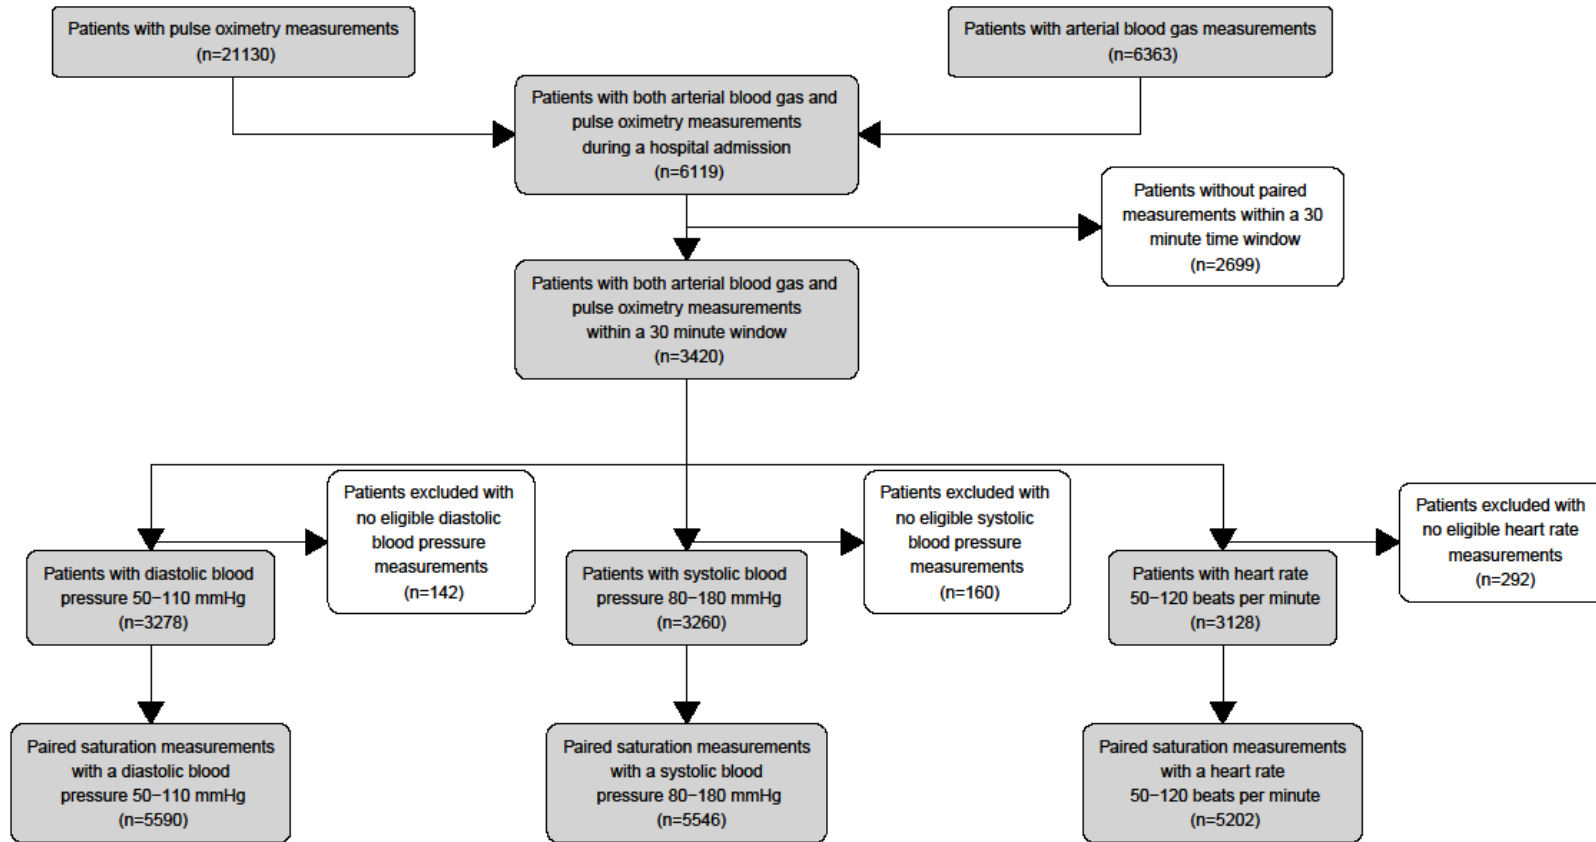 Patients with pulse oximetry measurements
(n=21130)
Patients with arterial blood gas measurements
(n=6363)
Patients with both arterial blood gas and
pulse oximetry measurements
during a hospital admission
(n=6119)
Patients without paired
measurements within a 30
minute time window
(n=2699)
Patients with both arterial blood gas and
pulse oximetry measurements
within a 30 minute window
(n=3420)
Patients excluded with
no eligible diastolic
blood pressure
measurements
(n=142)
Patients excluded with
no eligible systolic
blood pressure
measurements
(n=160)
Patients excluded with
no eligible heart rate
measurements
(n=292)
Patients with diastolic blood
pressure 50−110 mmHg
(n=3278)
Patients with systolic blood
pressure 80−180 mmHg
(n=3260)
Patients with heart rate
50−120 beats per minute
(n=3128)
Paired saturation measurements
with a diastolic blood
pressure 50−110 mmHg
(n=5590)
Paired saturation measurements
with a systolic blood
pressure 80−180 mmHg
(n=5546)
Paired saturation measurements
with a heart rate
50−120 beats per minute
(n=5202)